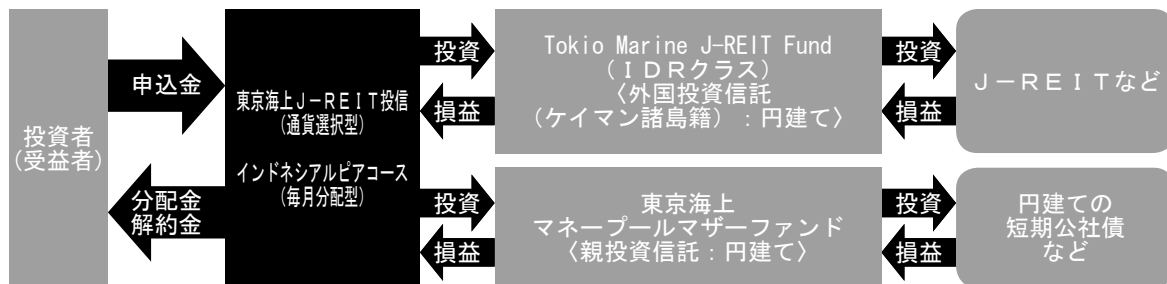 投資者
(受益者)
申込金
分配金
解約金
東京海上J－REIT投信
(通貨選択型)
インドネシアルピアコース
(毎月分配型)
投資
損益
Tokio Marine J-REIT Fund
（ＩＤＲクラス）
〈外国投資信託
（ケイマン諸島籍）：円建て〉
投資
損益
Ｊ－ＲＥＩＴなど
投資
損益
東京海上
マネープールマザーファンド
〈親投資信託：円建て〉
投資
損益
円建ての
短期公社債
など